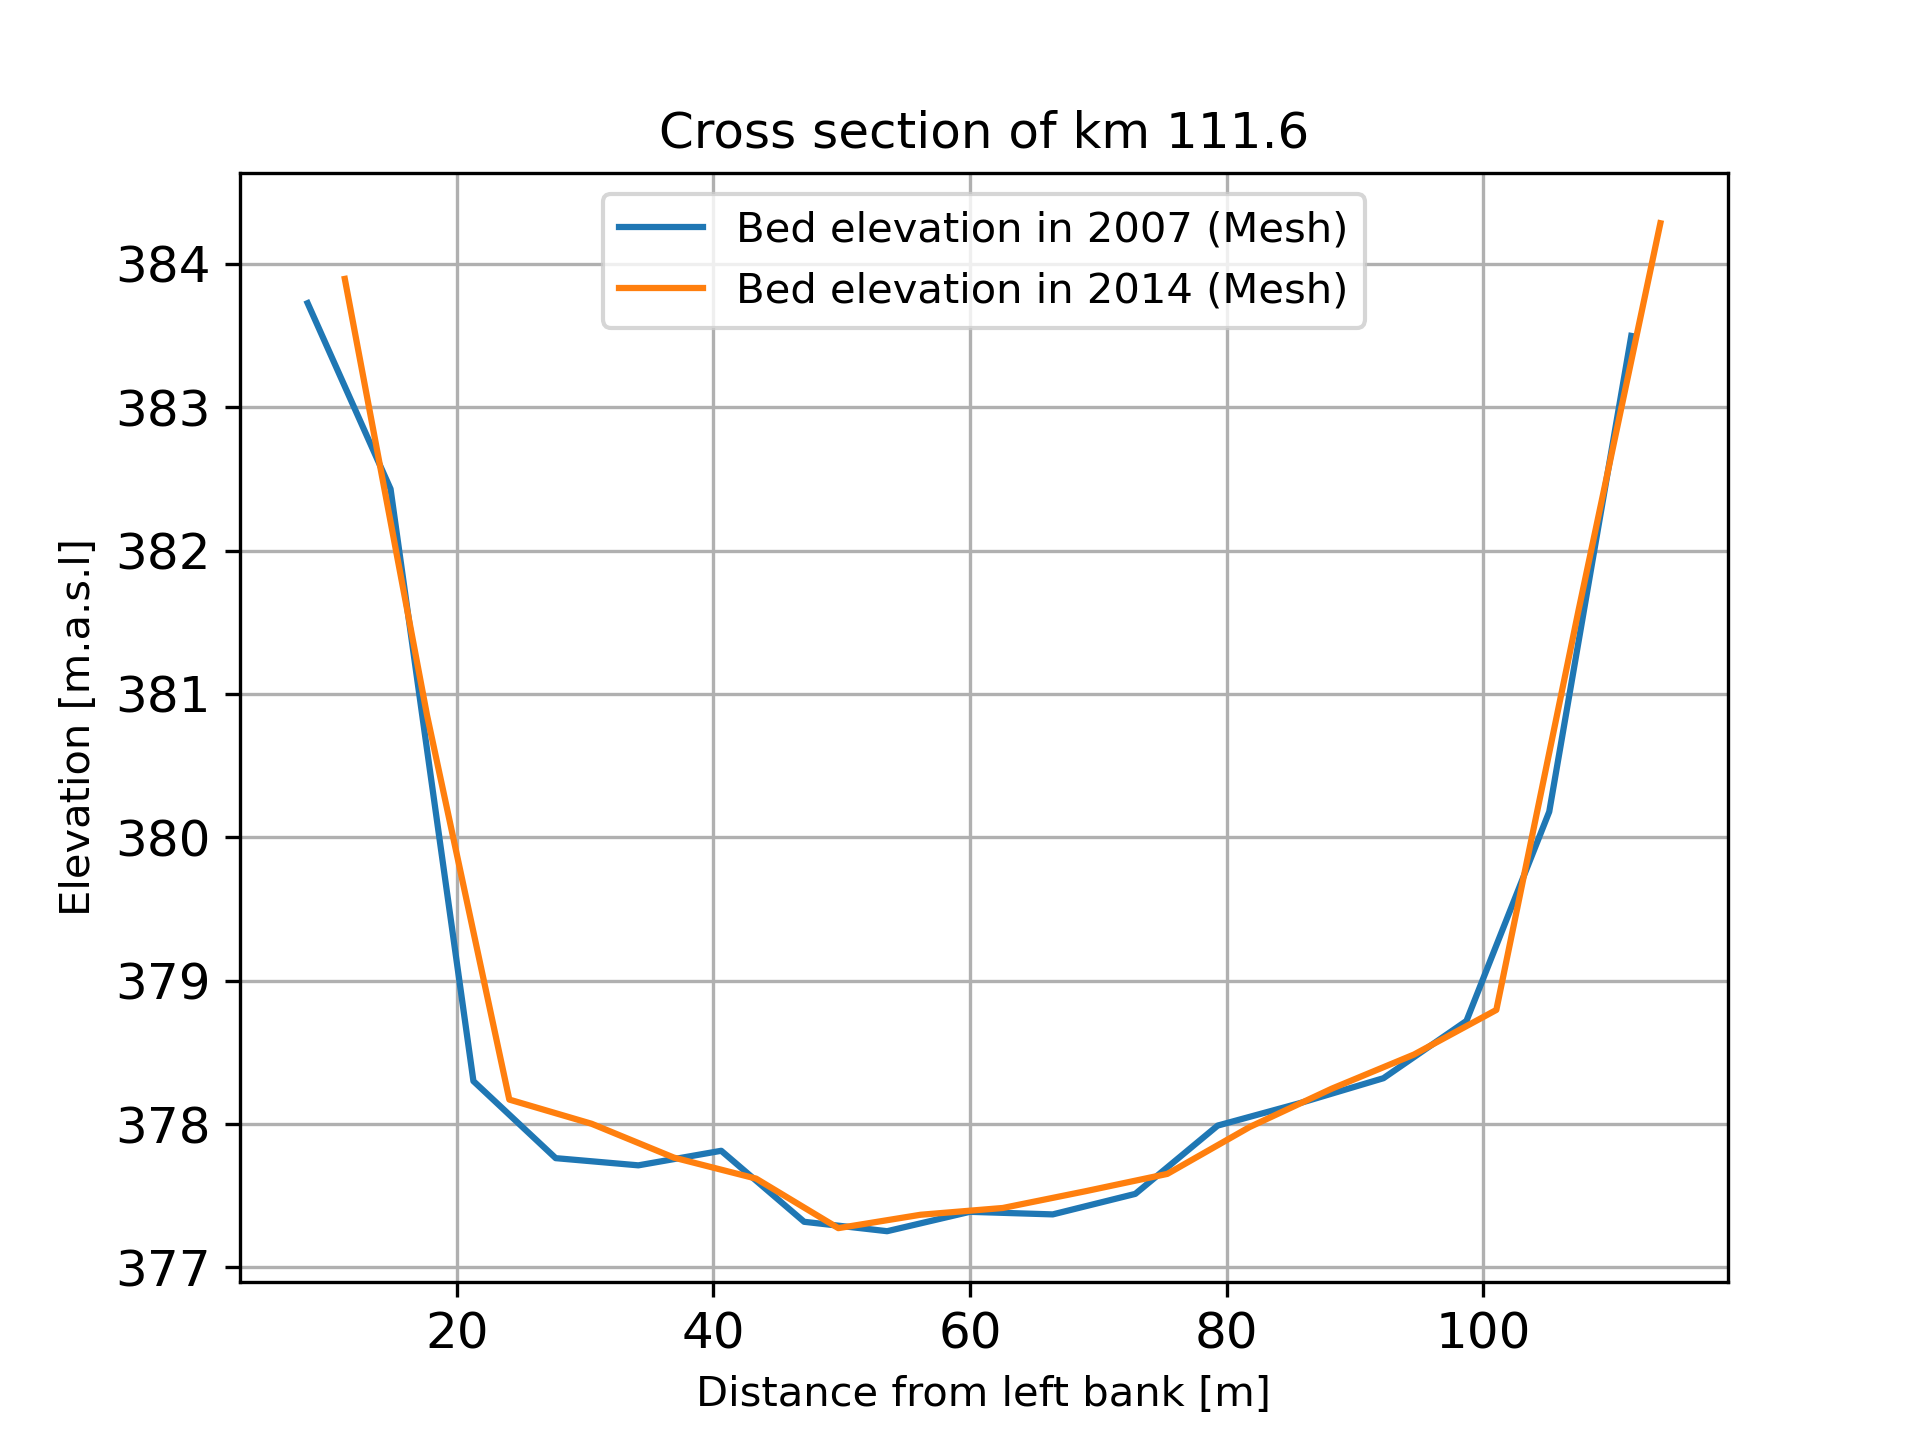 Cross section of km 111.6
Bed elevation in 2007 (Mesh)
Bed elevation in 2014 (Mesh)
384
383
382
381
380
379
378
377
Elevation [m.a.s.l]
20 40 60 80 100
Distance from left bank [m]